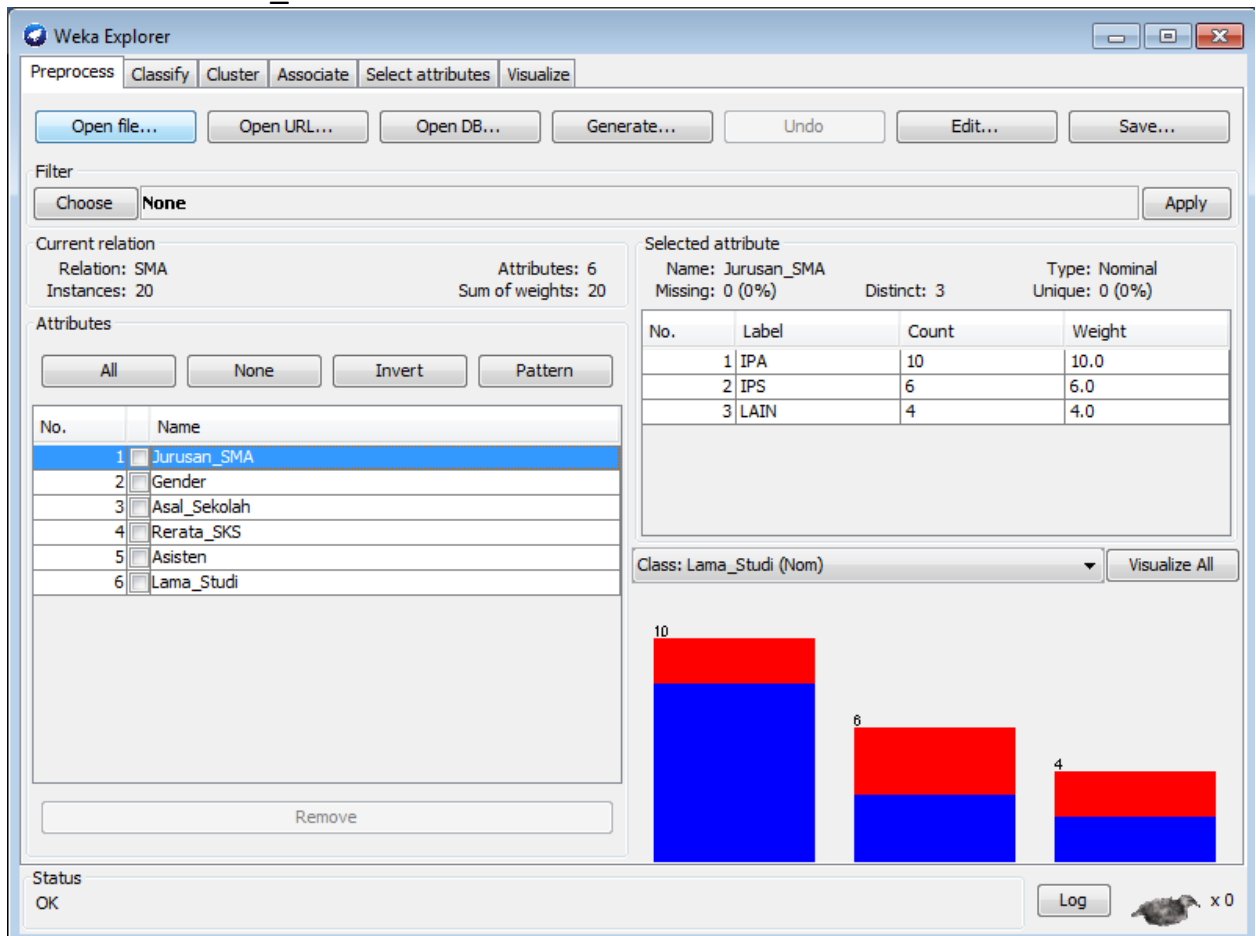 Weka Explorer
Preprocess Classify Cluster Associate Select attributes Visualize
Open file... Open URL... Open DB... Generate... Undo Edit... Save...
Filter
Choose None Apply
Current relation
Relation: SMA Attributes: 6
Instances: 20 Sum of weights: 20
Attributes
All None Invert Pattern
No. Name
1 Jurusan_SMA
2 Gender
3 Asal_Sekolah
4 Rerata_SKS
5 Asisten
6 Lama_Studi
Remove
Selected attribute
Name: Jurusan_SMA Type: Nominal
Missing: 0 (0%) Distinct: 3 Unique: 0 (0%)
No. Label Count Weight
1 IPA 10 10.0
2 IPS 6 6.0
3 LAIN 4 4.0
Class: Lama_Studi (Nom) Visualize All
10
6
4
Status
OK
Log x 0